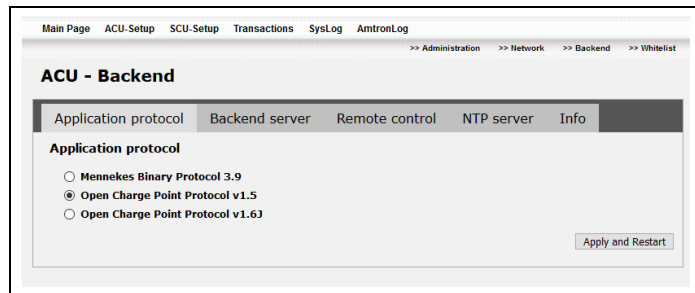 Main Page ACU-Setup SCU-Setup Transactions SysLog AmtronLog
>> Administration >> Network >> Backend >> Whitelist
ACU - Backend
Application protocol Backend server Remote control NTP server Info
Application protocol
Mennekes Binary Protocol 3.9
Open Charge Point Protocol v1.5
Open Charge Point Protocol v1.6J
Apply and Restart